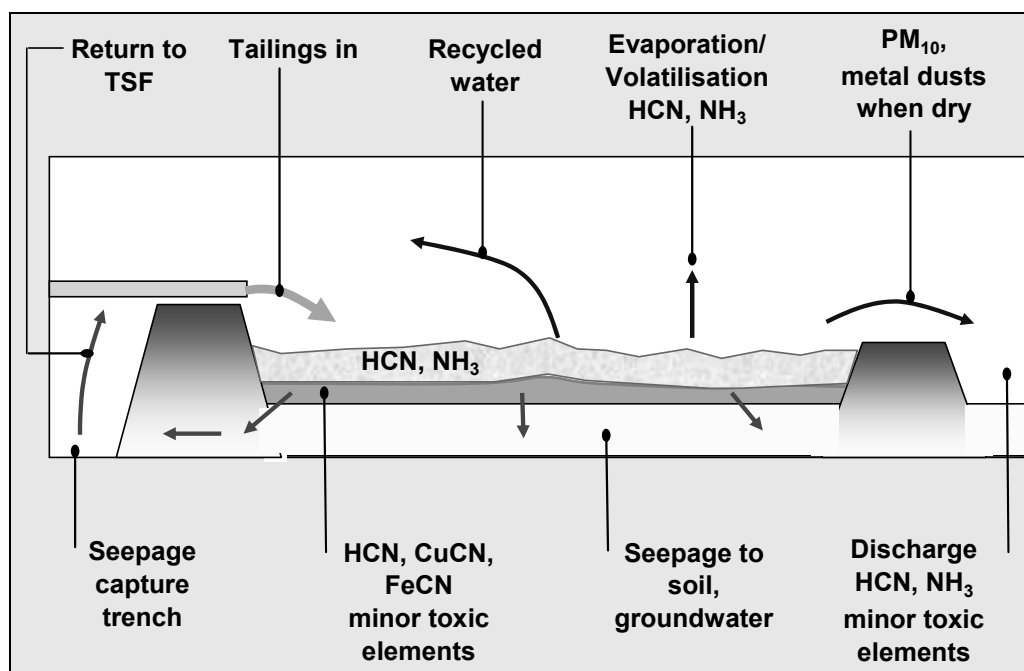 Return to
TSF
Tailings in
Recycled
water
Evaporation/
Volatilisation
HCN, NH₃
PM₁₀,
metal dusts
when dry
HCN, NH₃
Seepage
capture
trench
HCN, CuCN,
FeCN
minor toxic
elements
Seepage to
soil,
groundwater
Discharge
HCN, NH₃
minor toxic
elements